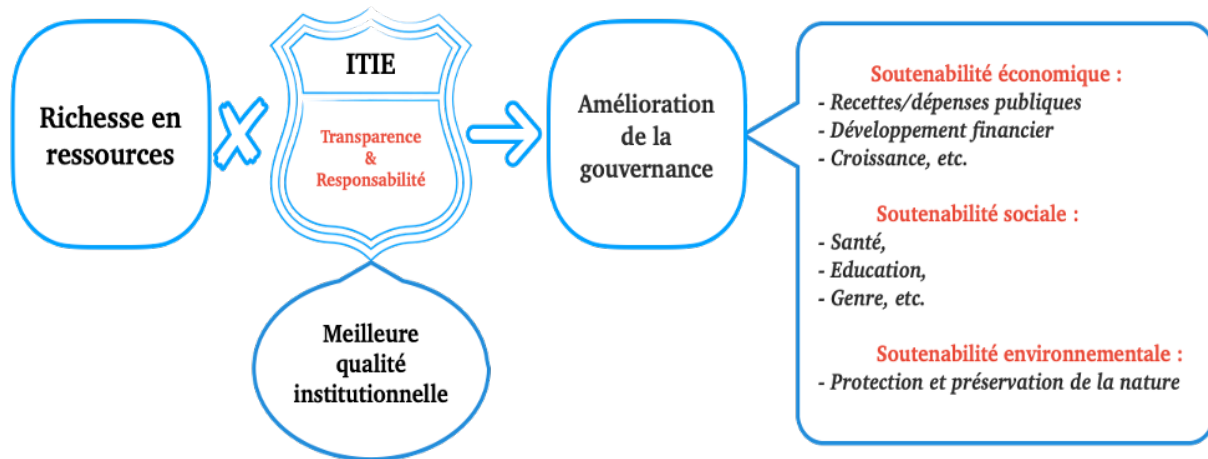 Richesse en
ressources
ITIE
Transparence
&
Responsabilité
Meilleure
qualité
institutionnelle
Amélioration
de la
gouvernance
Soutenabilité économique :
- Recettes/dépenses publiques
- Développement financier
- Croissance, etc.
Soutenabilité sociale :
- Santé,
- Education,
- Genre, etc.
Soutenabilité environnementale :
- Protection et préservation de la nature